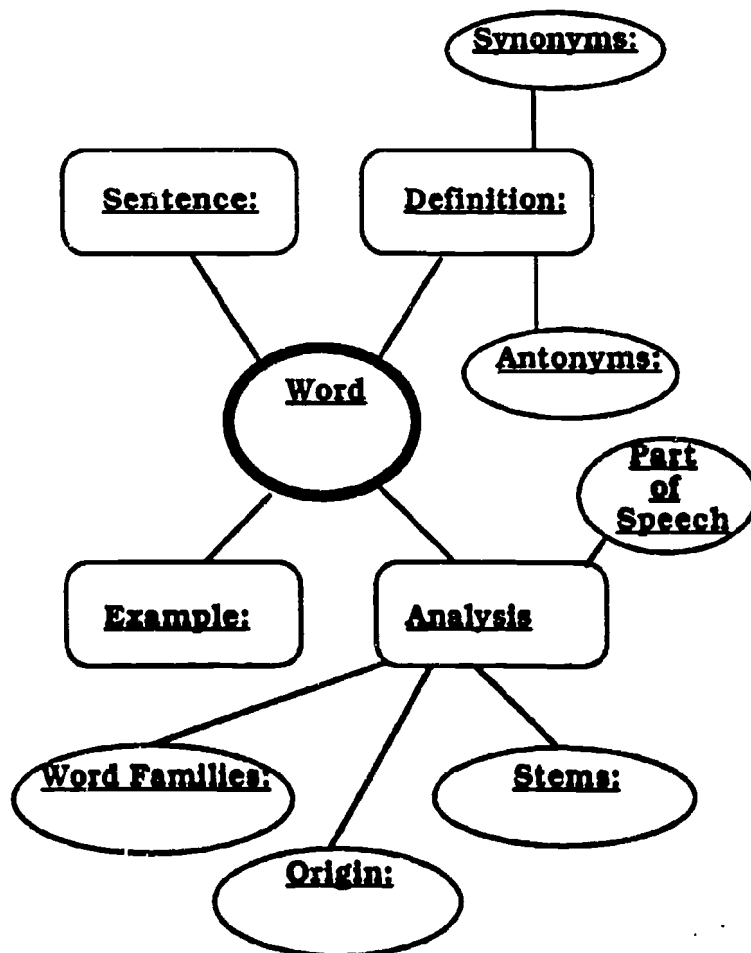 Synonyms:
Sentence:
Definition:
Antonyms:
Word
Part
of
Speech
Example:
Analysis
Word Families:
Stems:
Origin: